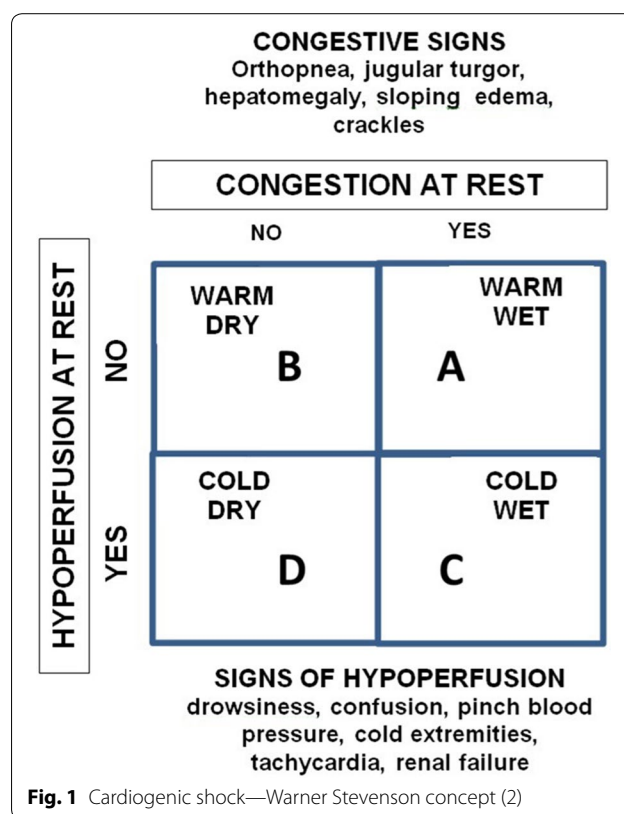 CONGESTIVE SIGNS
Orthopnea, jugular turgor,
hepatomegaly, sloping edema,
crackles
CONGESTION AT REST
NO YES
HYPOPERFUSION AT REST
NO
YES
WARM
DRY
B
WARM
WET
A
COLD
DRY
D
COLD
WET
C
SIGNS OF HYPOPERFUSION
drowsiness, confusion, pinch blood
pressure, cold extremities,
tachycardia, renal failure
Fig. 1 Cardiogenic shock—Warner Stevenson concept (2)